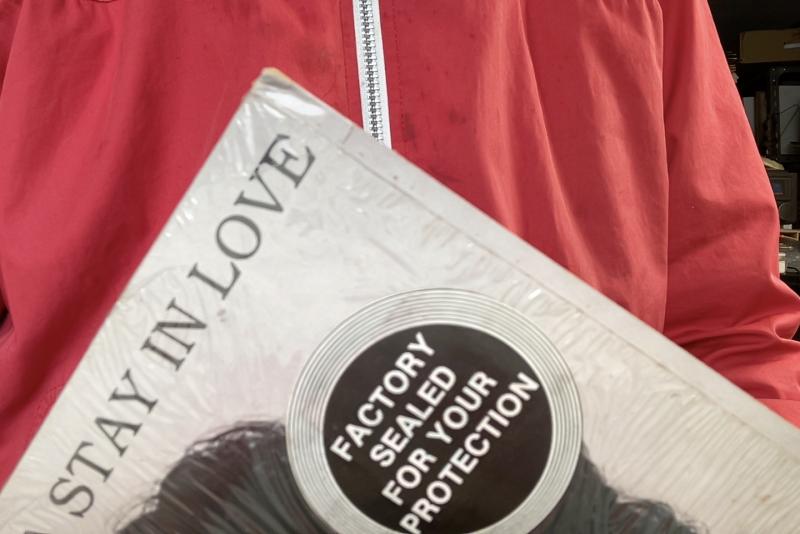 STAY IN LOVE
FACTORY
SEALED
FOR YOUR
PROTECTION